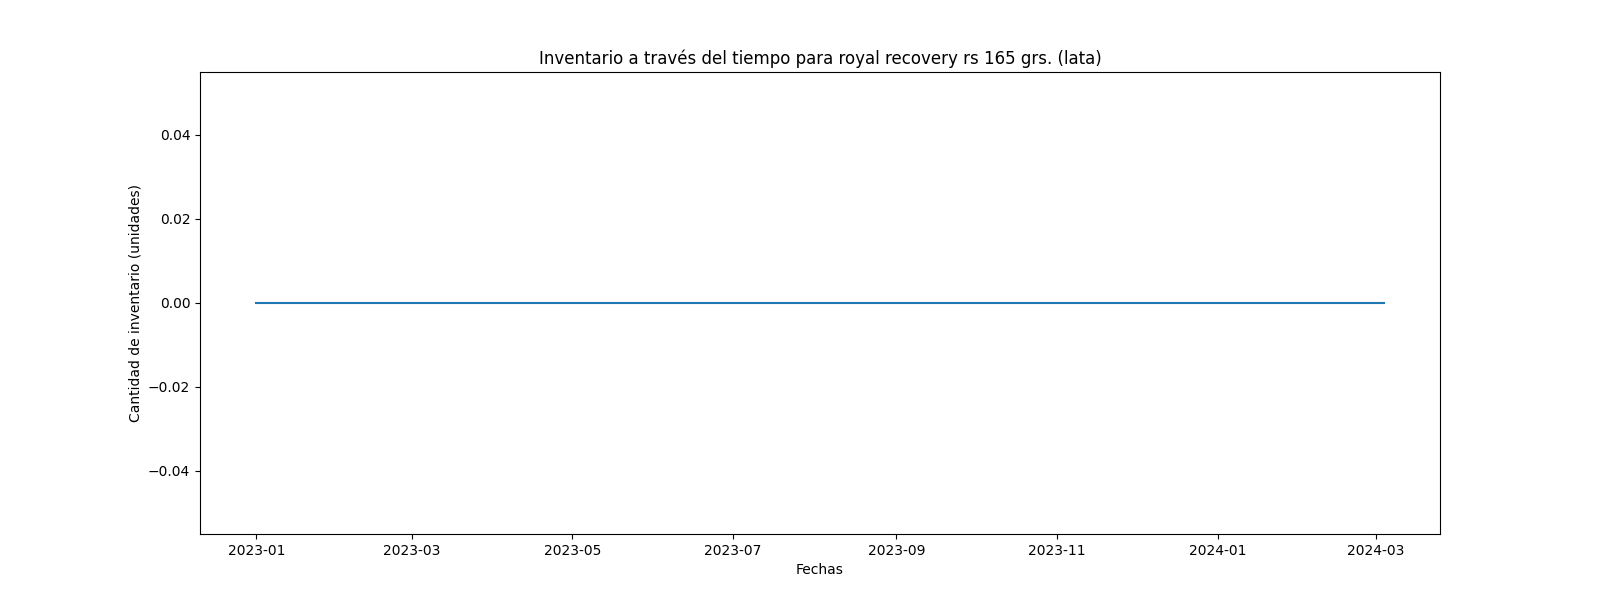 Inventario a través del tiempo para royal recovery rs 165 grs. (lata)
Cantidad de inventario (unidades)
0.04
0.02
0.00
−0.02
−0.04
2023-01 2023-03 2023-05 2023-07 2023-09 2023-11 2024-01 2024-03
Fechas